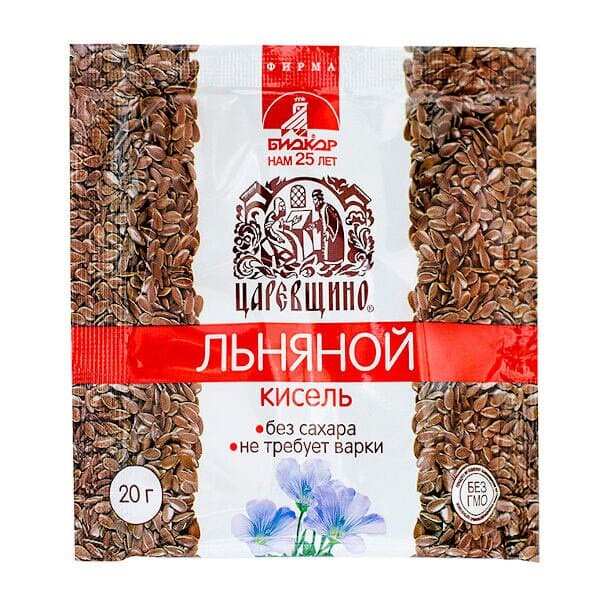 ФИРМА
БИОКОР
НАМ 25 ЛЕТ
ЦАРЕВЩИНО®
ЛЬНЯНОЙ
КИСЕЛЬ
•без сахара
•не требует варки
20 г
БЕЗ
ГМО